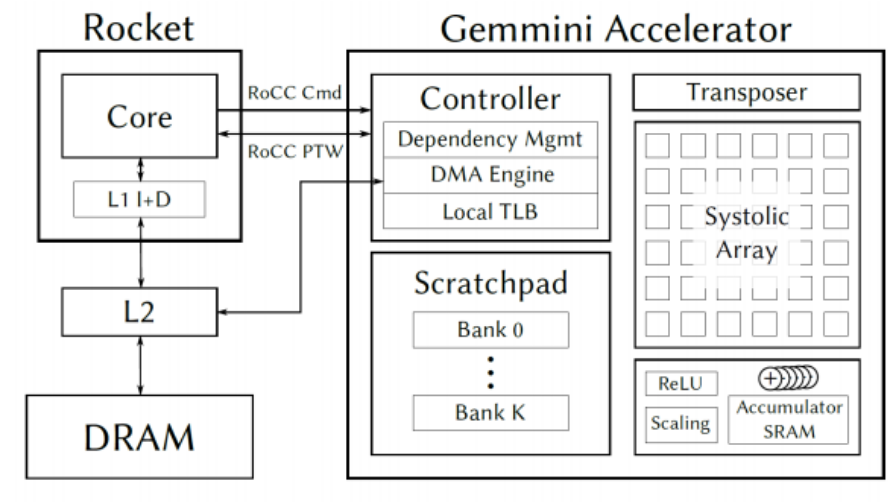 Rocket
Gemmini Accelerator
Core
RoCC Cmd
RoCC PTW
L1 I+D
L2
DRAM
Controller
Dependency Mgmt
DMA Engine
Local TLB
Scratchpad
Bank 0
Bank K
Transposer
Systolic
Array
ReLU
Scaling
+
Accumulator
SRAM